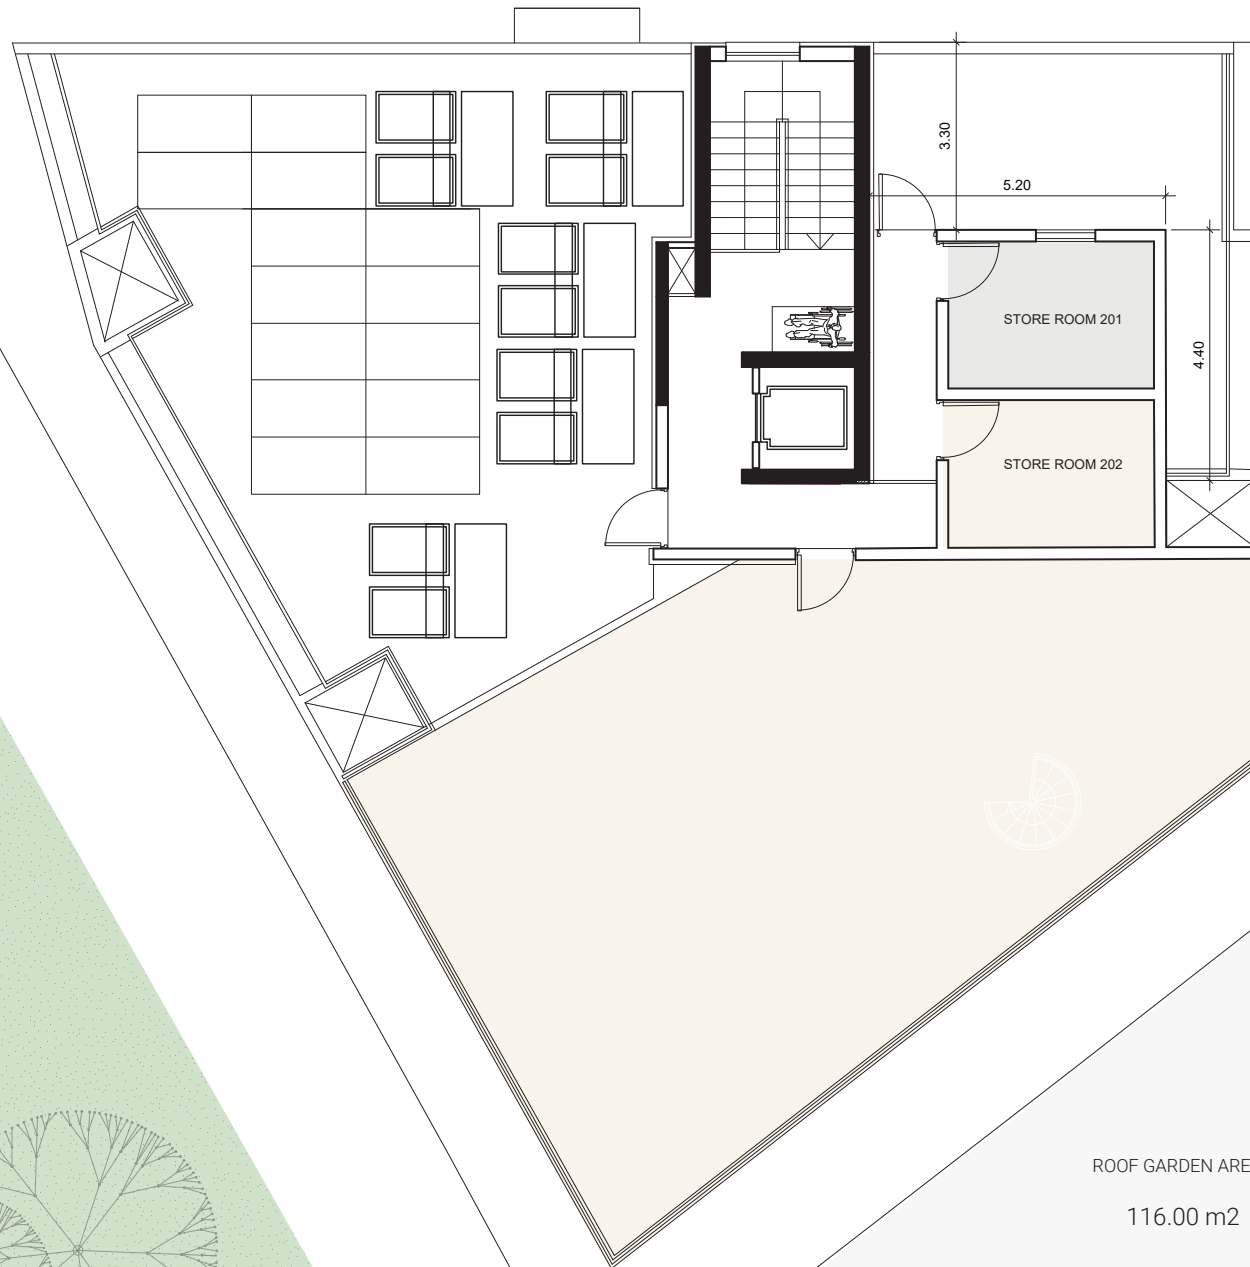 3.30
5.20
STORE ROOM 201
4.40
STORE ROOM 202
ROOF GARDEN ARE
116.00 m2